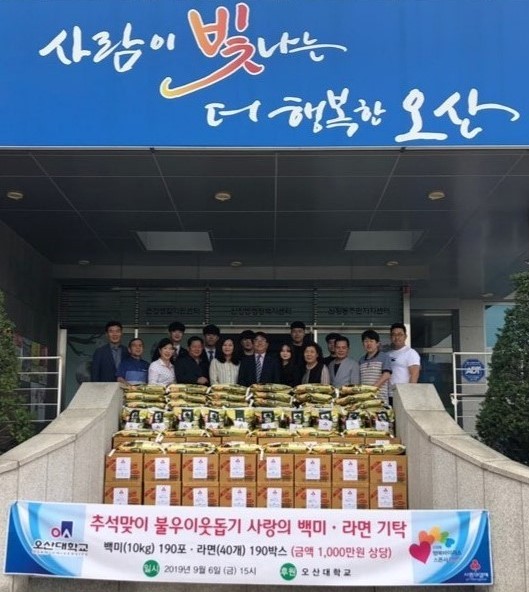 사람이 빛나는
더 행복한 오산
ADT
오산대학교
추석맞이 불우이웃돕기 사랑의 백미·라면 기탁
백미(10kg) 190포·라면(40개) 190박스 (금액 1,000만원 상당)
일시 2019년 9월 6일(금) 15시 후원 오산대학교